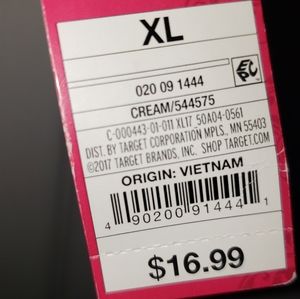 XL
020 09 1444
CREAM/544575
C-000443-01-011 XL17 50A04-0561
DIST. BY TARGET CORPORATION MPLS., MN 55403
©2017 TARGET BRANDS, INC. SHOP TARGET.COM
ORIGIN: VIETNAM
4 90200 91444 1
$16.99